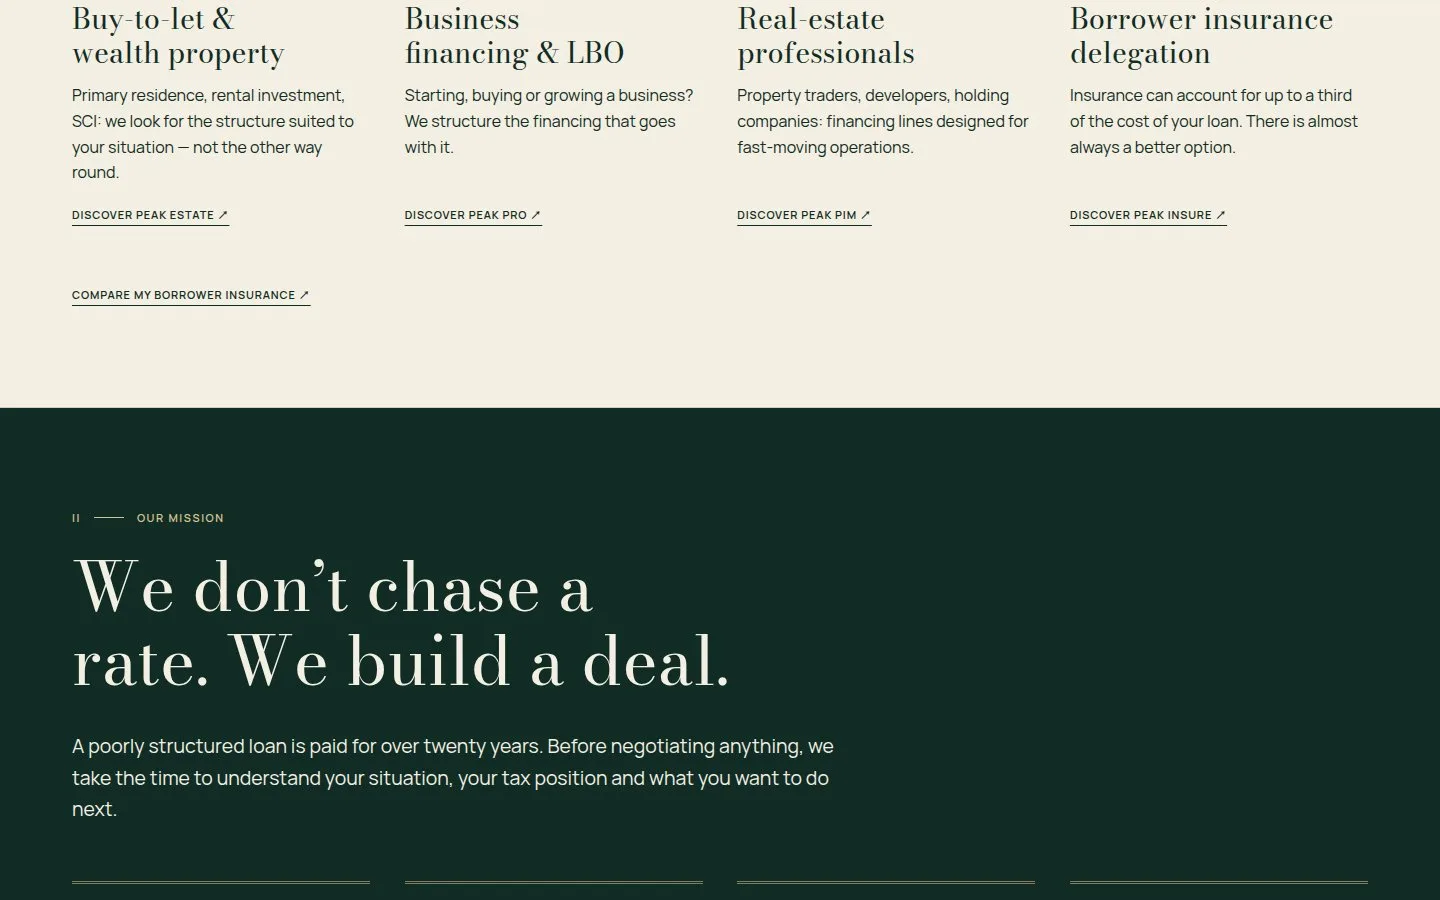 Buy-to-let &
wealth property
Primary residence, rental investment,
SCI: we look for the structure suited to
your situation — not the other way
round.
DISCOVER PEAK ESTATE ↗
Business
financing & LBO
Starting, buying or growing a business?
We structure the financing that goes
with it.
DISCOVER PEAK PRO ↗
Real-estate
professionals
Property traders, developers, holding
companies: financing lines designed for
fast-moving operations.
DISCOVER PEAK PIM ↗
Borrower insurance
delegation
Insurance can account for up to a third
of the cost of your loan. There is almost
always a better option.
DISCOVER PEAK INSURE ↗
COMPARE MY BORROWER INSURANCE ↗
II — OUR MISSION
We don’t chase a
rate. We build a deal.
A poorly structured loan is paid for over twenty years. Before negotiating anything, we
take the time to understand your situation, your tax position and what you want to do
next.